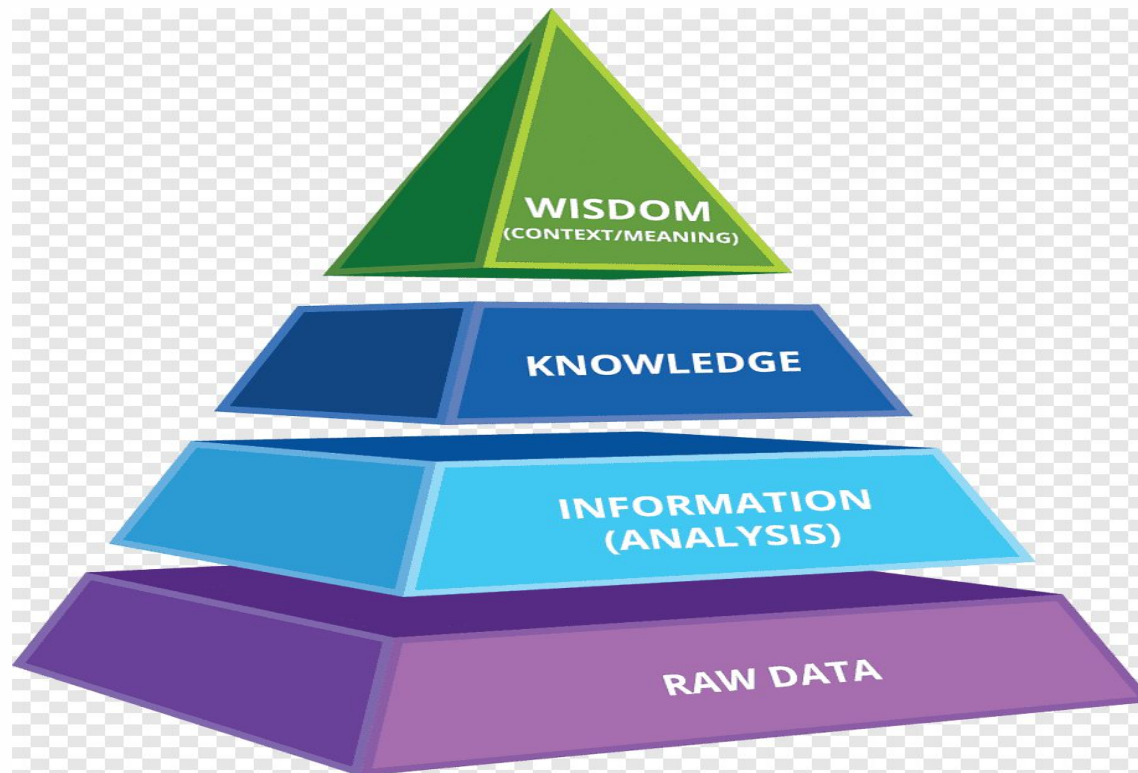 WISDOM
(CONTEXT/MEANING)
KNOWLEDGE
INFORMATION
(ANALYSIS)
RAW DATA